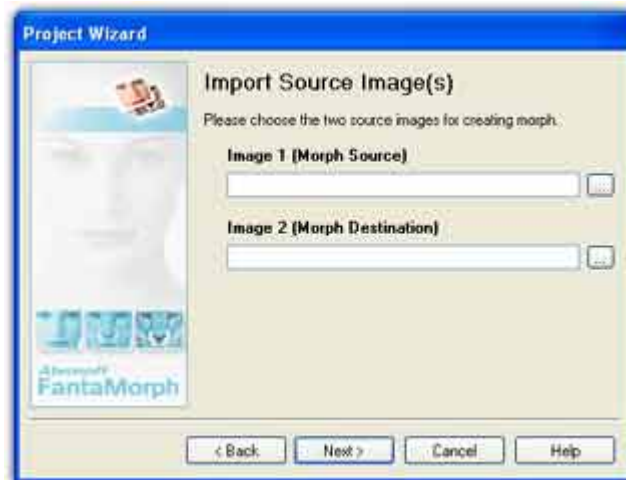 Project Wizard
Import Source Image(s)
Please choose the two source images for creating morph.
Image 1 (Morph Source)
...
Image 2 (Morph Destination)
...
Abrosoft
FantaMorph
< Back
Next >
Cancel
Help